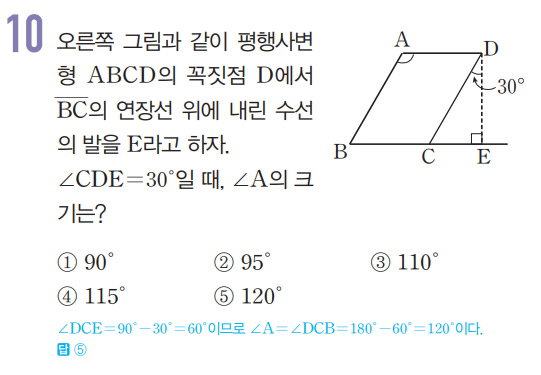 10
오른쪽 그림과 같이 평행사변
형 ABCD의 꼭짓점 D에서
BC의 연장선 위에 내린 수선
의 발을 E라고 하자.
∠CDE=30°일 때, ∠A의 크
기는?
A
D
30°
B
C
E
① 90°
② 95°
③ 110°
④ 115°
⑤ 120°
∠DCE=90°-30°=60°이므로 ∠A=∠DCB=180°-60°=120°이다.
답 ⑤